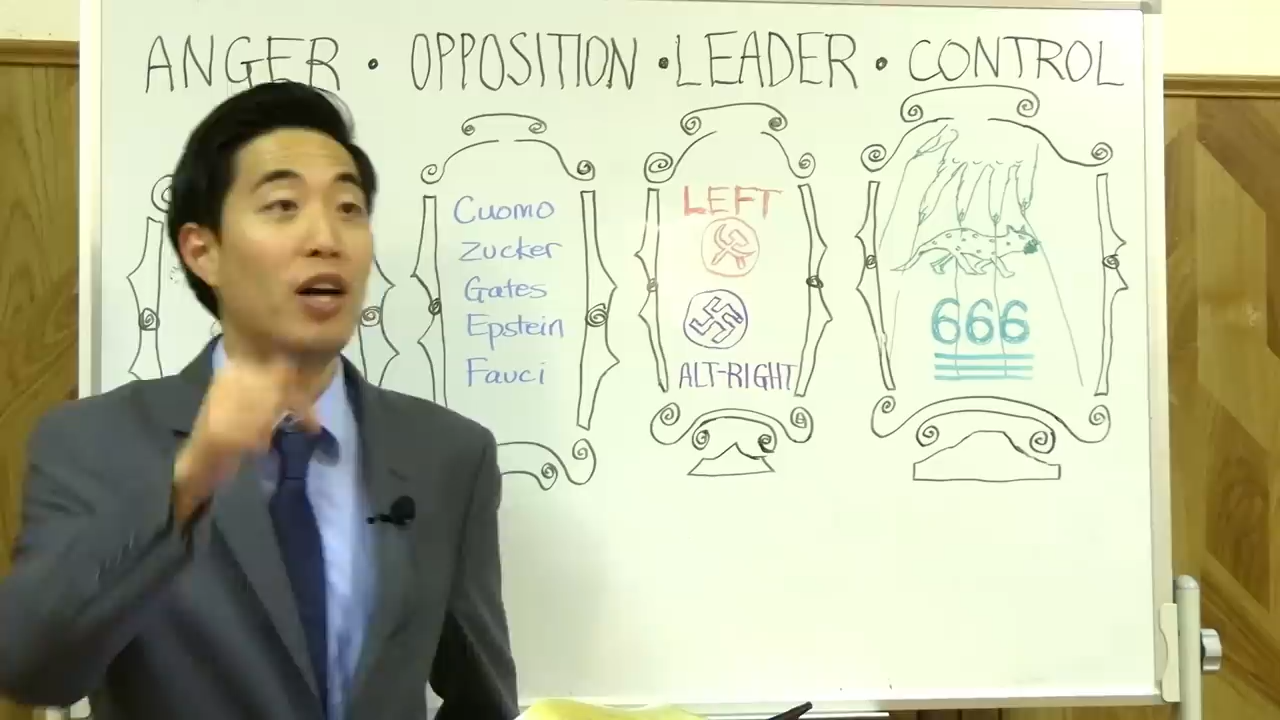 ANGER • OPPOSITION • LEADER • CONTROL
Cuomo
Zucker
Gates
Epstein
Fauci
LEFT
ALT-RIGHT
666